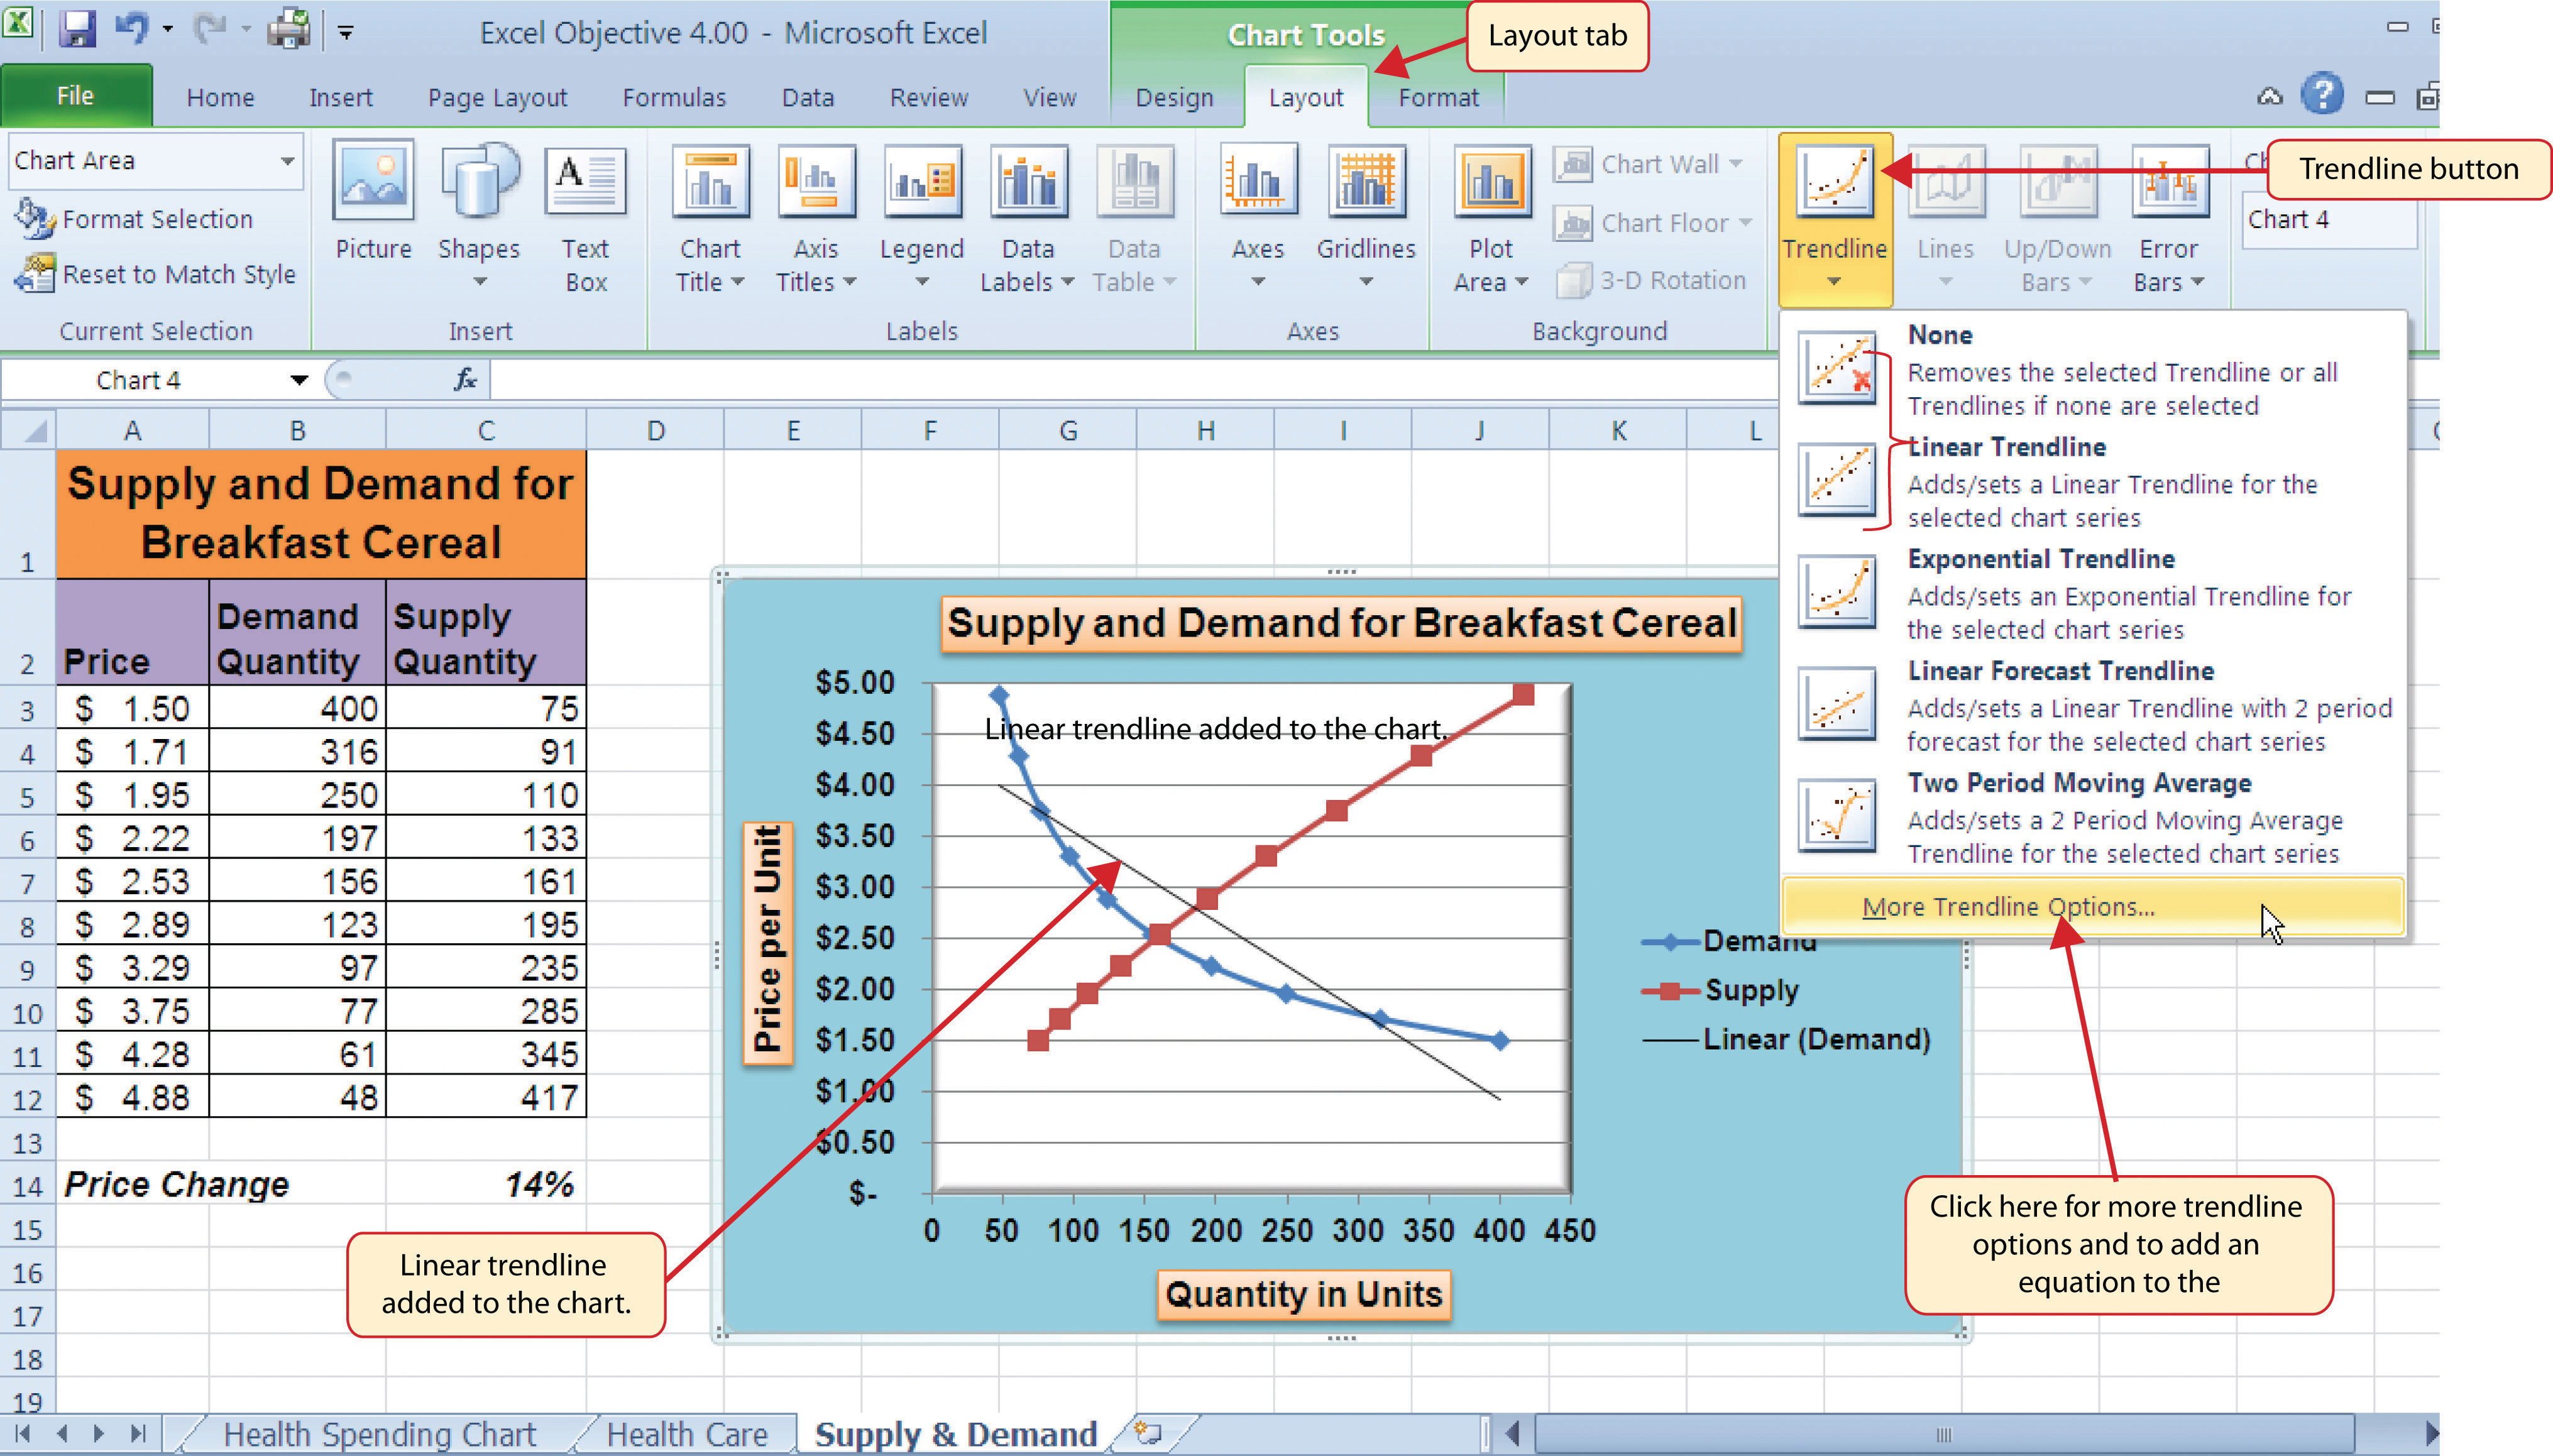 Excel Objective 4.00 - Microsoft Excel
Chart Tools
Layout tab
File Home Insert Page Layout Formulas Data Review View Design Layout Format
Chart Area
Format Selection
Reset to Match Style
Current Selection
Picture
Shapes
Text
Box
Insert
Chart
Title
Axis
Titles
Legend
Data
Labels
Data
Table
Labels
Axes
Gridlines
Axes
Plot
Area
Chart Wall
Chart Floor
3-D Rotation
Background
Trendline
Lines
Up/Down
Bars
Error
Bars
Trendline button
Chart 4
None
Removes the selected Trendline or all
Trendlines if none are selected
Linear Trendline
Adds/sets a Linear Trendline for the
selected chart series
Exponential Trendline
Adds/sets an Exponential Trendline for
the selected chart series
Linear Forecast Trendline
Adds/sets a Linear Trendline with 2 period
forecast for the selected chart series
Two Period Moving Average
Adds/sets a 2 Period Moving Average
Trendline for the selected chart series
More Trendline Options...
Chart 4 fx
A B C D E F G H I J K L
1 Supply and Demand for
Breakfast Cereal
2 Price Demand Quantity Supply Quantity
3 $ 1.50 400 75
4 $ 1.71 316 91
5 $ 1.95 250 110
6 $ 2.22 197 133
7 $ 2.53 156 161
8 $ 2.89 123 195
9 $ 3.29 97 235
10 $ 3.75 77 285
11 $ 4.28 61 345
12 $ 4.88 48 417
13
14 Price Change 14%
15
16
17
18
19
Supply and Demand for Breakfast Cereal
Linear trendline added to the chart.
Price per Unit
$5.00
$4.50
$4.00
$3.50
$3.00
$2.50
$2.00
$1.50
$1.00
$0.50
$-
0 50 100 150 200 250 300 350 400 450
Quantity in Units
Demand
Supply
Linear (Demand)
Linear trendline
added to the chart.
Click here for more trendline
options and to add an
equation to the
Health Spending Chart Health Care Supply & Demand